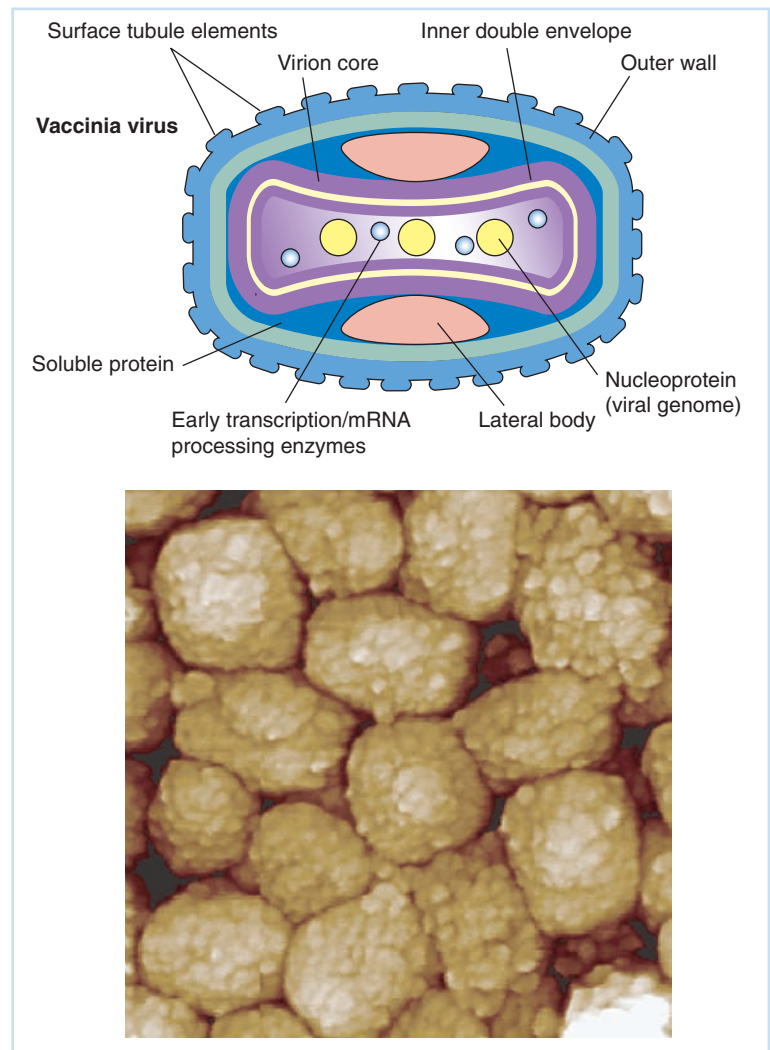 Surface tubule elements
Inner double envelope
Virion core
Outer wall
Vaccinia virus
Soluble protein
Nucleoprotein
(viral genome)
Early transcription/mRNA
processing enzymes
Lateral body